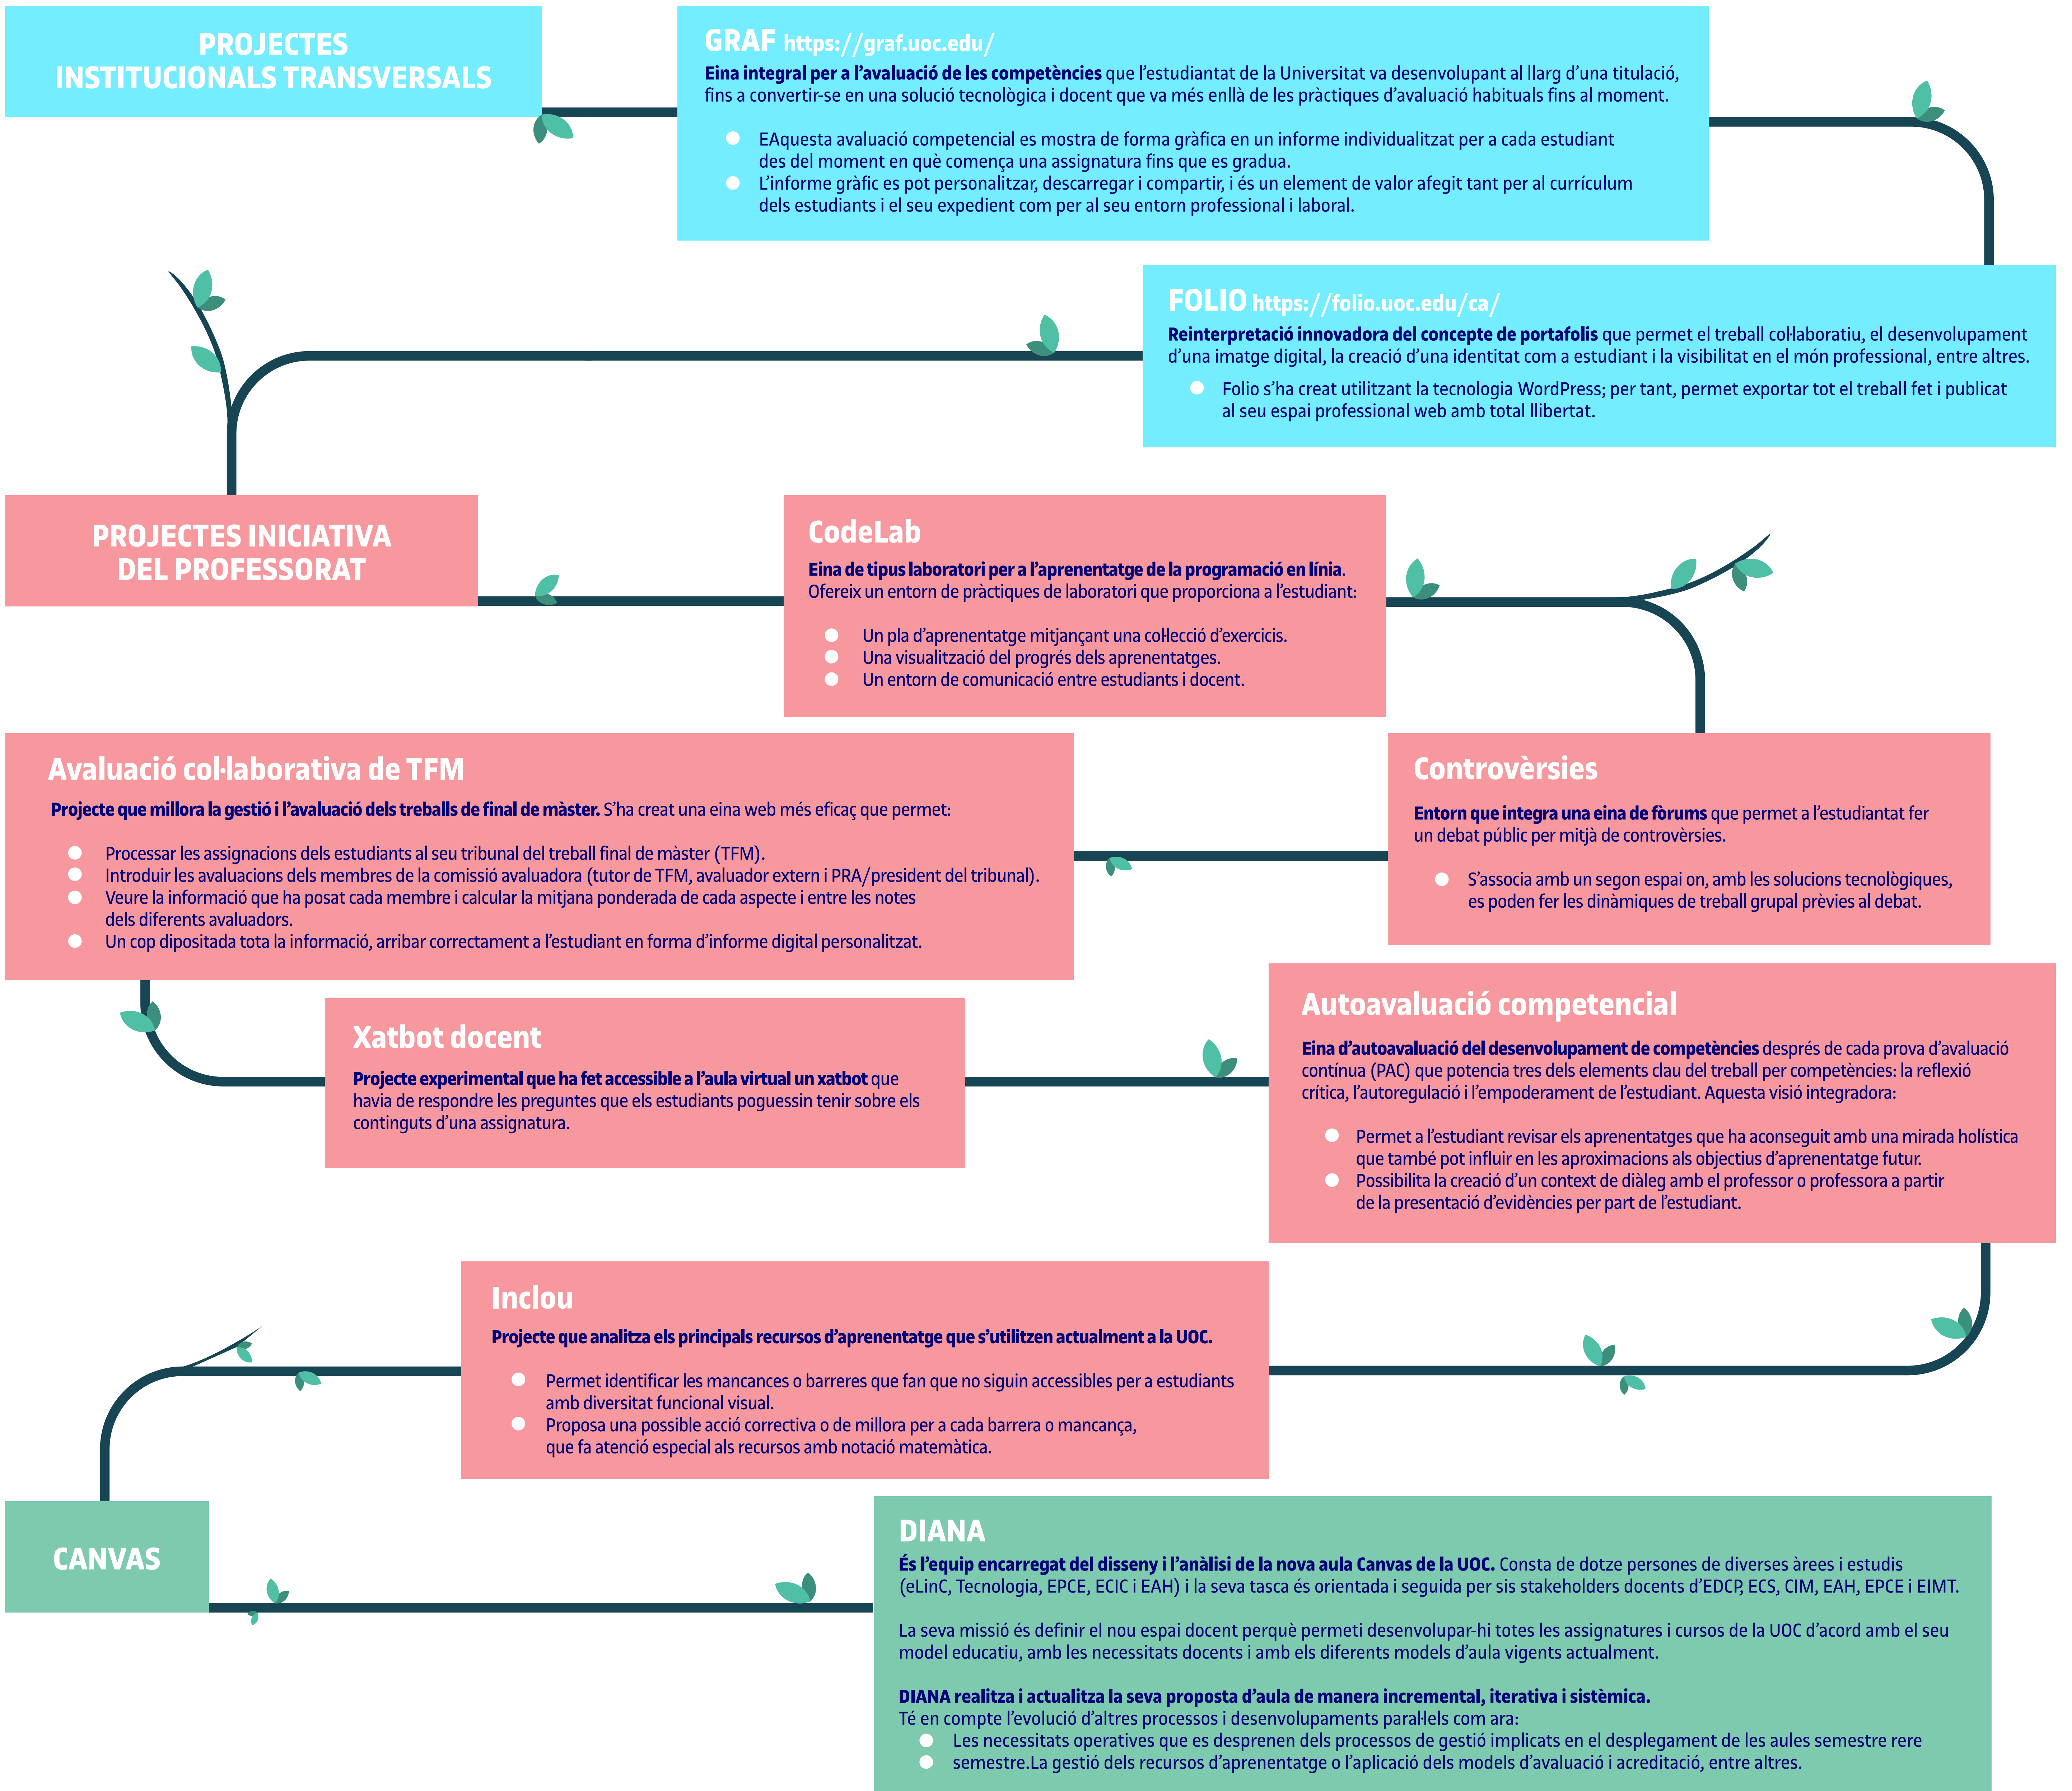 PROJECTES
INSTITUCIONALS TRANSVERSALS
GRAF https://graf.uoc.edu/
Eina integral per a l’avaluació de les competències que l’estudiantat de la Universitat va desenvolupant al llarg d’una titulació,
fins a convertir-se en una solució tecnològica i docent que va més enllà de les pràctiques d’avaluació habituals fins al moment.
EAquesta avaluació competencial es mostra de forma gràfica en un informe individualitzat per a cada estudiant
des del moment en què comença una assignatura fins que es gradua.
L’informe gràfic es pot personalitzar, descarregar i compartir, i és un element de valor afegit tant per al currículum
dels estudiants i el seu expedient com per al seu entorn professional i laboral.
FOLIO https://folio.uoc.edu/ca/
Reinterpretació innovadora del concepte de portafolis que permet el treball col·laboratiu, el desenvolupament
d’una imatge digital, la creació d’una identitat com a estudiant i la visibilitat en el món professional, entre altres.
Folio s’ha creat utilitzant la tecnologia WordPress; per tant, permet exportar tot el treball fet i publicat
al seu espai professional web amb total llibertat.
PROJECTES INICIATIVA
DEL PROFESSORAT
CodeLab
Eina de tipus laboratori per a l’aprenentatge de la programació en línia.
Ofereix un entorn de pràctiques de laboratori que proporciona a l’estudiant:
Un pla d’aprenentatge mitjançant una col·lecció d’exercicis.
Una visualització del progrés dels aprenentatges.
Un entorn de comunicació entre estudiants i docent.
Controvèrsies
Entorn que integra una eina de fòrums que permet a l’estudiantat fer
un debat públic per mitjà de controvèrsies.
S’associa amb un segon espai on, amb les solucions tecnològiques,
es poden fer les dinàmiques de treball grupal prèvies al debat.
Avaluació col·laborativa de TFM
Projecte que millora la gestió i l’avaluació dels treballs de final de màster. S’ha creat una eina web més eficaç que permet:
Processar les assignacions dels estudiants al seu tribunal del treball final de màster (TFM).
Introduir les avaluacions dels membres de la comissió avaluadora (tutor de TFM, avaluador extern i PRA/president del tribunal).
Veure la informació que ha posat cada membre i calcular la mitjana ponderada de cada aspecte i entre les notes
dels diferents avaluadors.
Un cop dipositada tota la informació, arribar correctament a l’estudiant en forma d’informe digital personalitzat.
Xatbot docent
Projecte experimental que ha fet accessible a l’aula virtual un xatbot que
havia de respondre les preguntes que els estudiants poguessin tenir sobre els
continguts d’una assignatura.
Autoavaluació competencial
Eina d’autoavaluació del desenvolupament de competències després de cada prova d’avaluació
contínua (PAC) que potencia tres dels elements clau del treball per competències: la reflexió
crítica, l’autoregulació i l’empoderament de l’estudiant. Aquesta visió integradora:
Permet a l’estudiant revisar els aprenentatges que ha aconseguit amb una mirada holística
que també pot influir en les aproximacions als objectius d’aprenentatge futur.
Possibilita la creació d’un context de diàleg amb el professor o professora a partir
de la presentació d’evidències per part de l’estudiant.
Inclou
Projecte que analitza els principals recursos d’aprenentatge que s’utilitzen actualment a la UOC.
Permet identificar les mancances o barreres que fan que no siguin accessibles per a estudiants
amb diversitat funcional visual.
Proposa una possible acció correctiva o de millora per a cada barrera o mancança,
que fa atenció especial als recursos amb notació matemàtica.
CANVAS
DIANA
És l’equip encarregat del disseny i l’anàlisi de la nova aula Canvas de la UOC. Consta de dotze persones de diverses àrees i estudis
(eLinC, Tecnologia, EPCE, ECIC i EAH) i la seva tasca és orientada i seguida per sis stakeholders docents d’EDCP, ECS, CIM, EAH, EPCE i EIMT.
La seva missió és definir el nou espai docent perquè permeti desenvolupar-hi totes les assignatures i cursos de la UOC d’acord amb el seu
model educatiu, amb les necessitats docents i amb els diferents models d’aula vigents actualment.
DIANA realitza i actualitza la seva proposta d’aula de manera incremental, iterativa i sistèmica.
Té en compte l’evolució d’altres processos i desenvolupaments paral·lels com ara:
Les necessitats operatives que es desprenen dels processos de gestió implicats en el desplegament de les aules semestre rere
semestre.La gestió dels recursos d’aprenentatge o l’aplicació dels models d’avaluació i acreditació, entre altres.